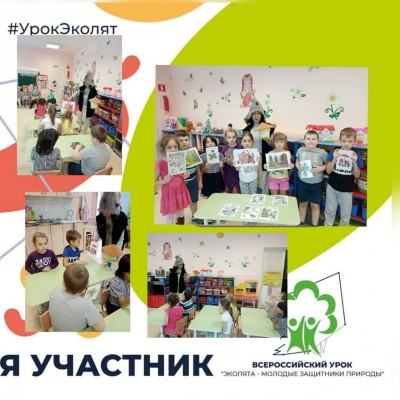 #УрокЭколят
Я УЧАСТНИК
ВСЕРОССИЙСКИЙ УРОК
"ЭКОЛЯТА - МОЛОДЫЕ ЗАЩИТНИКИ ПРИРОДЫ"